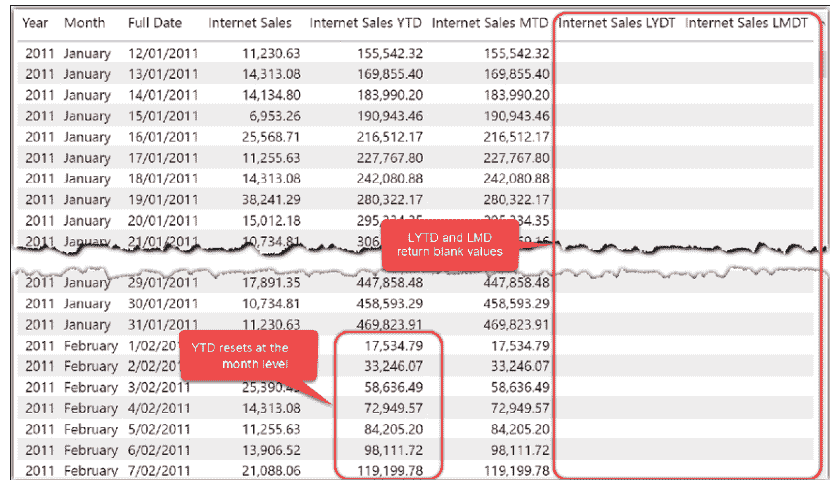 Year Month Full Date Internet Sales Internet Sales YTD Internet Sales MTD Internet Sales LYDT Internet Sales LMDT
2011 January 12/01/2011 11,230.63 155,542.32 155,542.32
2011 January 13/01/2011 14,313.08 169,855.40 169,855.40
2011 January 14/01/2011 14,134.80 183,990.20 183,990.20
2011 January 15/01/2011 6,953.26 190,943.46 190,943.46
2011 January 16/01/2011 25,568.71 216,512.17 216,512.17
2011 January 17/01/2011 11,255.63 227,767.80 227,767.80
2011 January 18/01/2011 14,313.08 242,080.88 242,080.88
2011 January 19/01/2011 38,241.29 280,322.17 280,322.17
2011 January 20/01/2011 15,012.18
2011 January 21/01/2011 10,734.81
LYTD and LMD
return blank values
January 29/01/2011 17,891.35 447,858.48 447,858.48
2011 January 30/01/2011 10,734.81 458,593.29 458,593.29
2011 January 31/01/2011 11,230.63 469,823.91 469,823.91
2011 February 1/02/2011 17,534.79 17,534.79
2011 February 33,246.07 33,246.07
2011 February 3/02/2011 58,636.49 58,636.49
YTD resets at the
month level
2011 February 4/02/2011 14,313.08 72,949.57 72,949.57
2011 February 5/02/2011 11,255.63 84,205.20 84,205.20
2011 February 6/02/2011 13,906.52 98,111.72 98,111.72
2011 February 7/02/2011 21,088.06 119,199.78 119,199.78